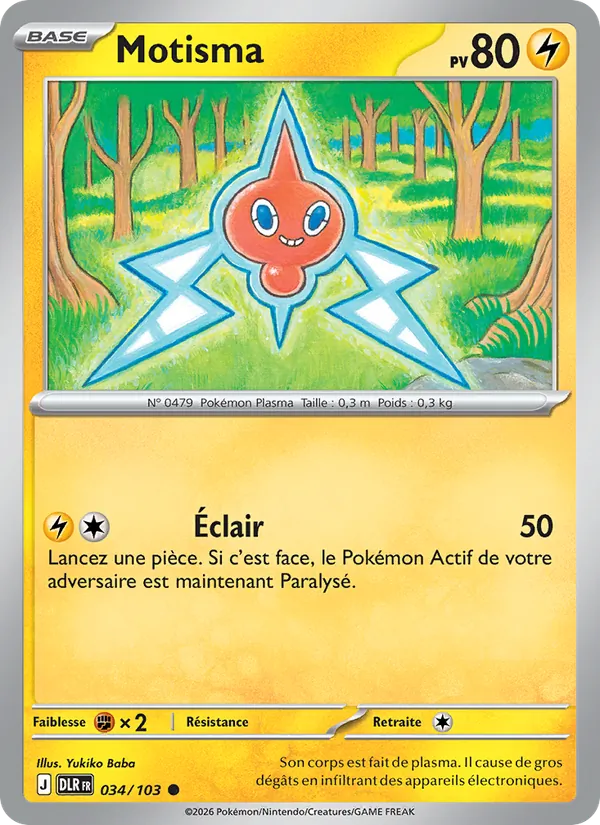 BASE Motisma PV 80
N° 0479 Pokémon Plasma Taille : 0,3 m Poids : 0,3 kg
Éclair 50
Lancez une pièce. Si c'est face, le Pokémon Actif de votre
adversaire est maintenant Paralysé.
Faiblesse × 2 Résistance Retraite
Illus. Yukiko Baba
J DLR FR 034/103
Son corps est fait de plasma. Il cause de gros
dégâts en infiltrant des appareils électroniques.
©2026 Pokémon/Nintendo/Creatures/GAME FREAK